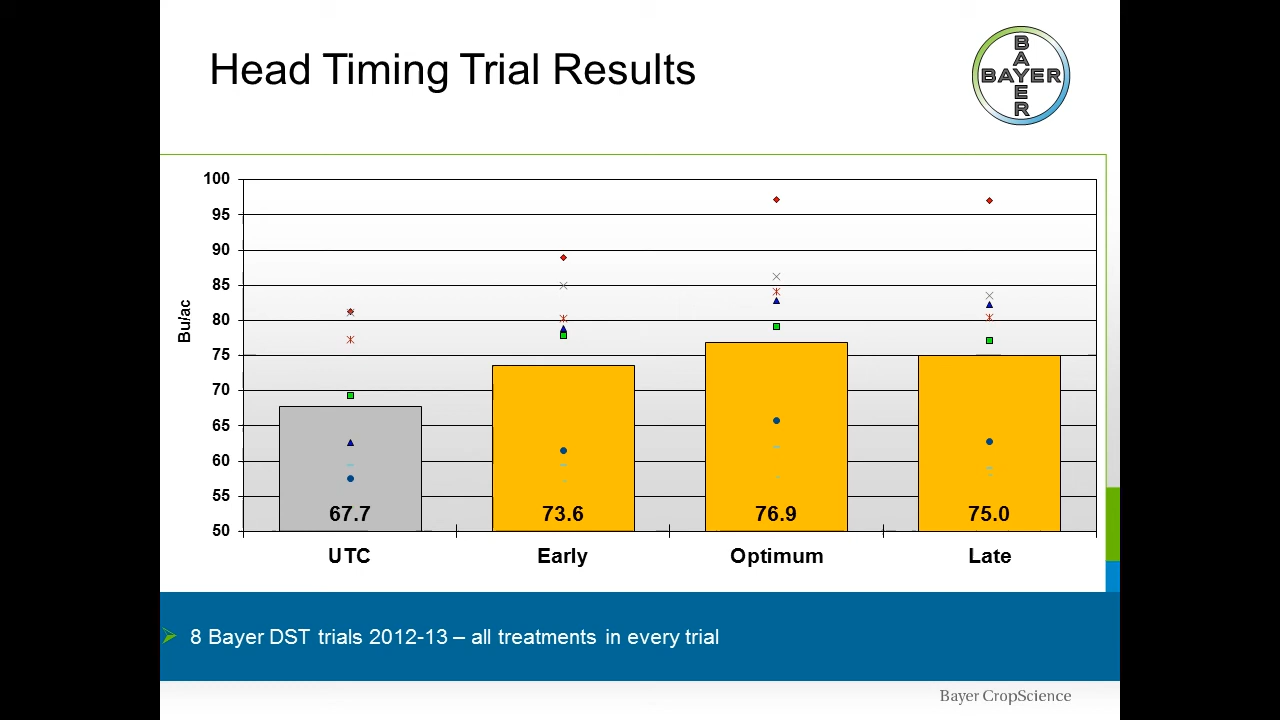 Head Timing Trial Results
BAYER
BAYER
100
95
90
85
80
75
70
65
60
55
50
Bu/ac
67.7
73.6
76.9
75.0
UTC
Early
Optimum
Late
8 Bayer DST trials 2012-13 – all treatments in every trial
Bayer CropScience